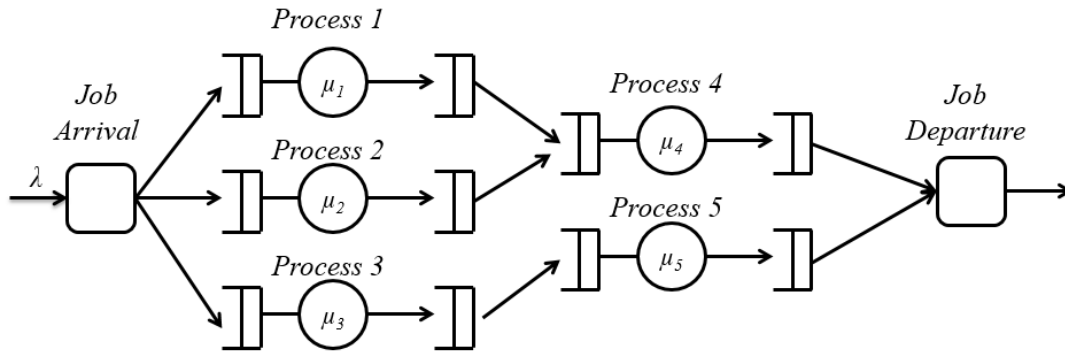 Process 1
μ1
Job
Arrival
λ
Process 2
μ2
Process 3
μ3
Process 4
μ4
Process 5
μ5
Job
Departure